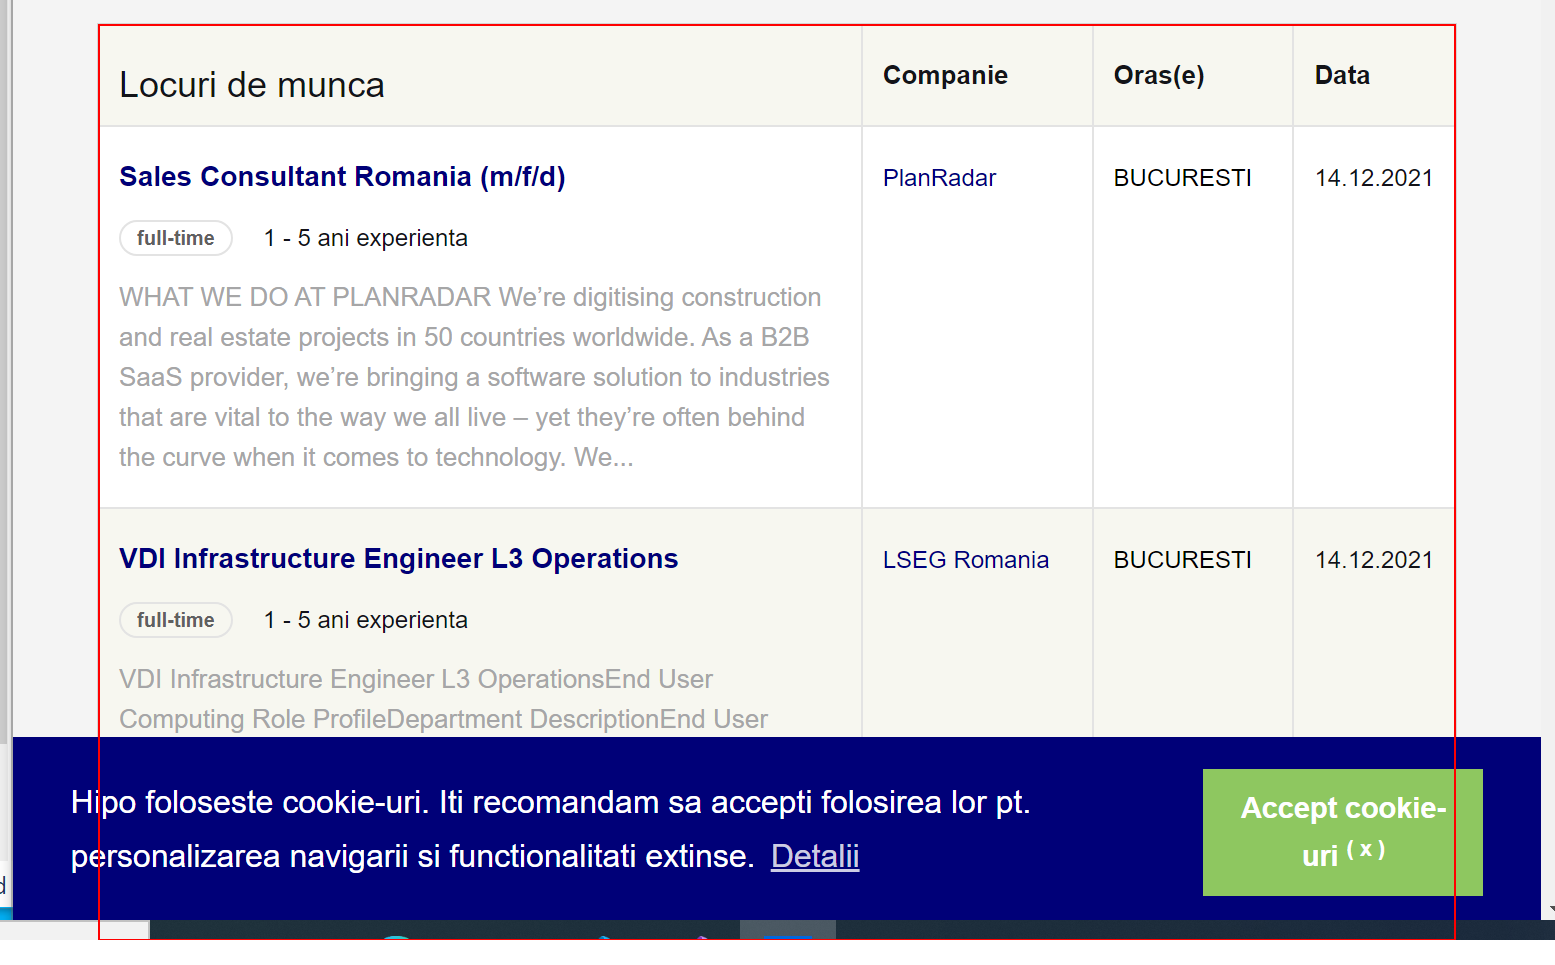 Locuri de munca
Companie
Oras(e)
Data
Sales Consultant Romania (m/f/d)
PlanRadar
BUCURESTI
14.12.2021
full-time
1 - 5 ani experienta
WHAT WE DO AT PLANRADAR We’re digitising construction
and real estate projects in 50 countries worldwide. As a B2B
SaaS provider, we’re bringing a software solution to industries
that are vital to the way we all live – yet they’re often behind
the curve when it comes to technology. We...
VDI Infrastructure Engineer L3 Operations
LSEG Romania
BUCURESTI
14.12.2021
full-time
1 - 5 ani experienta
VDI Infrastructure Engineer L3 OperationsEnd User
Computing Role ProfileDepartment DescriptionEnd User
Hipo foloseste cookie-uri. Iti recomandam sa accepti folosirea lor pt.
personalizarea navigarii si functionalitati extinse. Detalii
Accept cookie-
uri ( x )